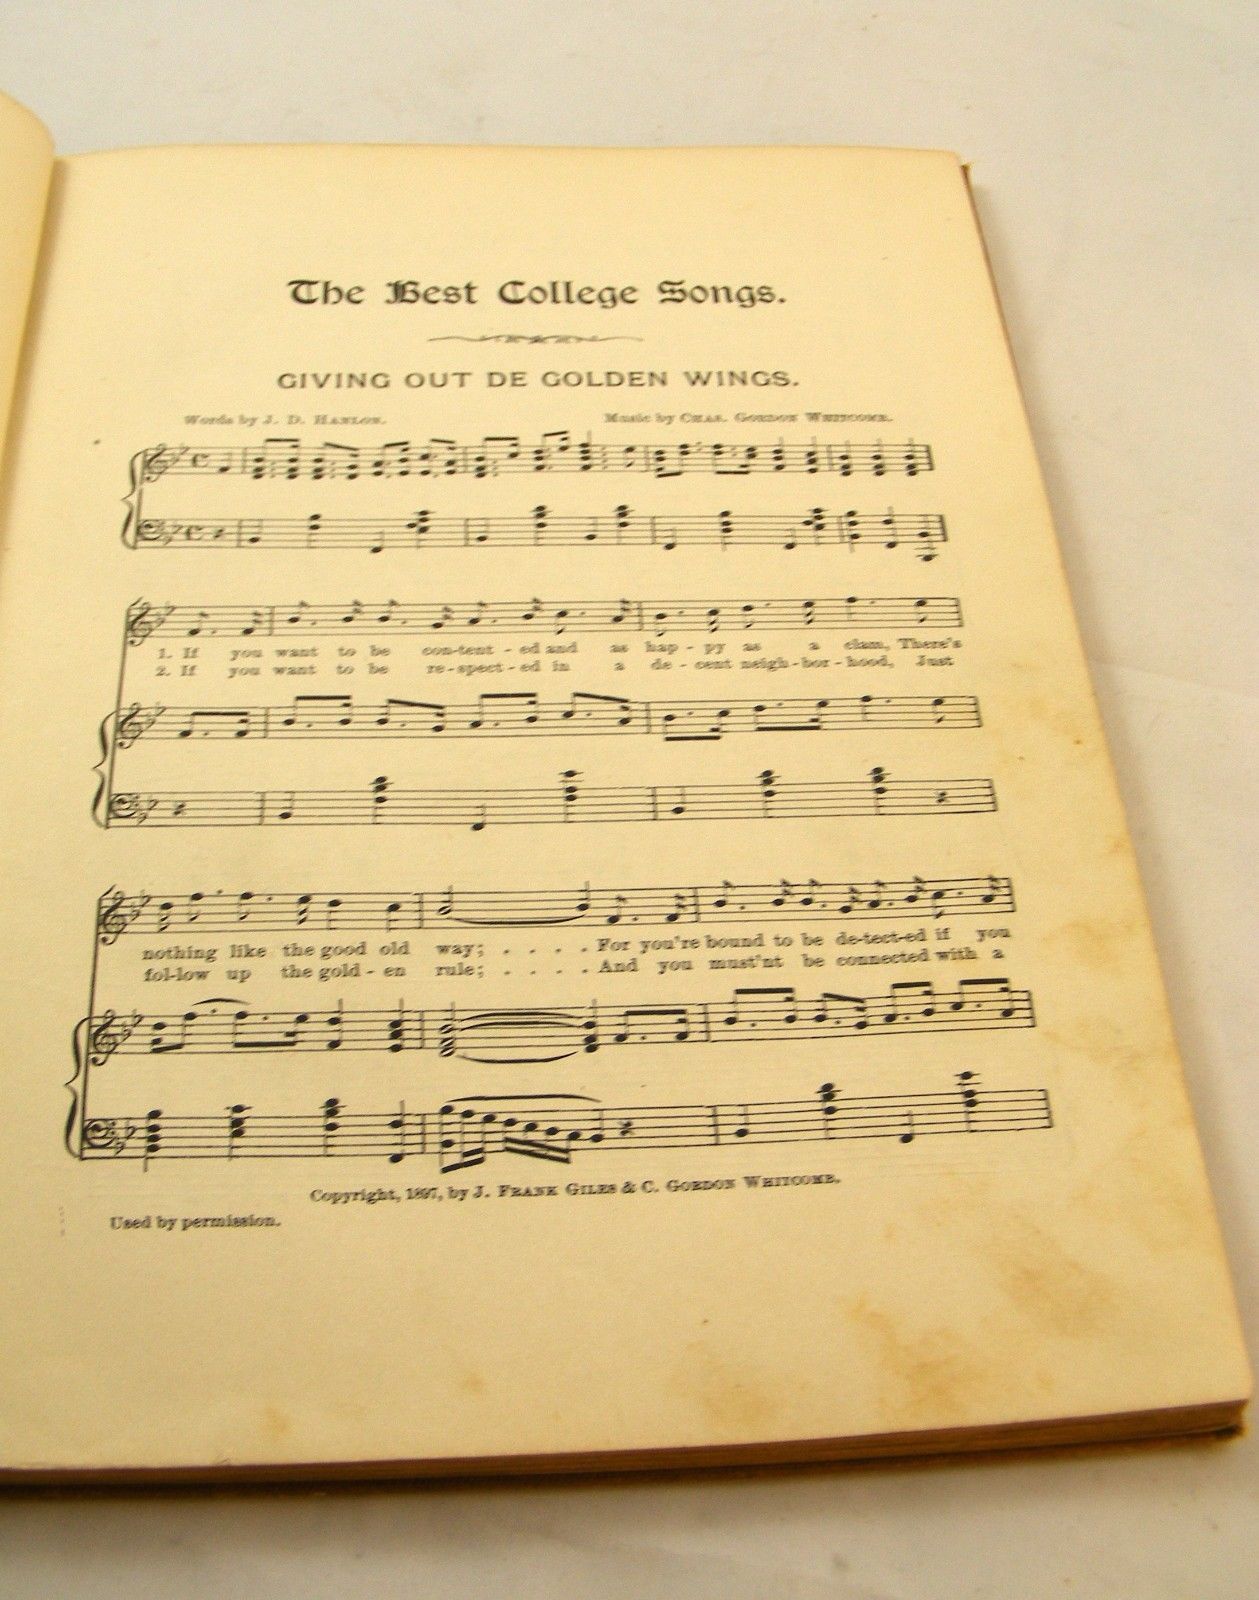 The Best College Songs.
GIVING OUT DE GOLDEN WINGS.
Words by J. D. HANLON. Music by CHAS. GORDON WHITCOMB.
1. If you want to be con-tent-ed and as hap-py as a clam, There's
2. If you want to be re-spect-ed in a de-cent neigh-bor-hood, Just
nothing like the good old way; . . . . For you're bound to be de-tect-ed if you
fol-low up the gold-en rule; . . . . And you must'nt be connected with a
Copyright, 1897, by J. FRANK GILES & C. GORDON WHITCOMB.
Used by permission.